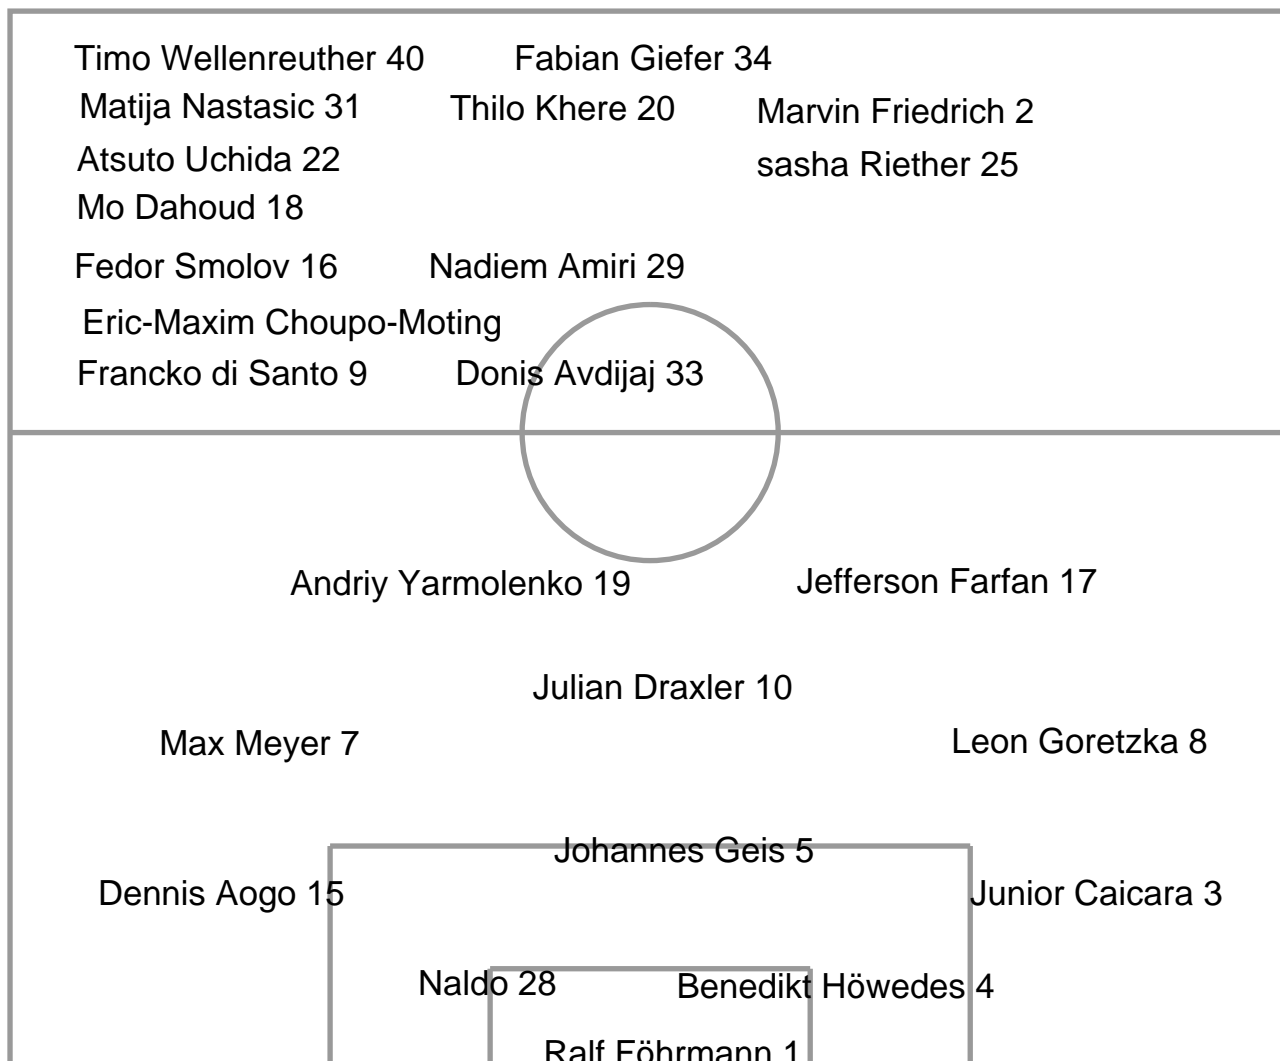 Timo Wellenreuther 40 Fabian Giefer 34
Matija Nastasic 31 Thilo Khere 20 Marvin Friedrich 2
Atsuto Uchida 22 sasha Riether 25
Mo Dahoud 18
Fedor Smolov 16 Nadiem Amiri 29
Eric-Maxim Choupo-Moting
Francko di Santo 9 Donis Avdijaj 33
Andriy Yarmolenko 19 Jefferson Farfan 17
Julian Draxler 10
Max Meyer 7 Leon Goretzka 8
Johannes Geis 5
Dennis Aogo 15 Junior Caicara 3
Naldo 28 Benedikt Höwedes 4
Ralf Föhrmann 1